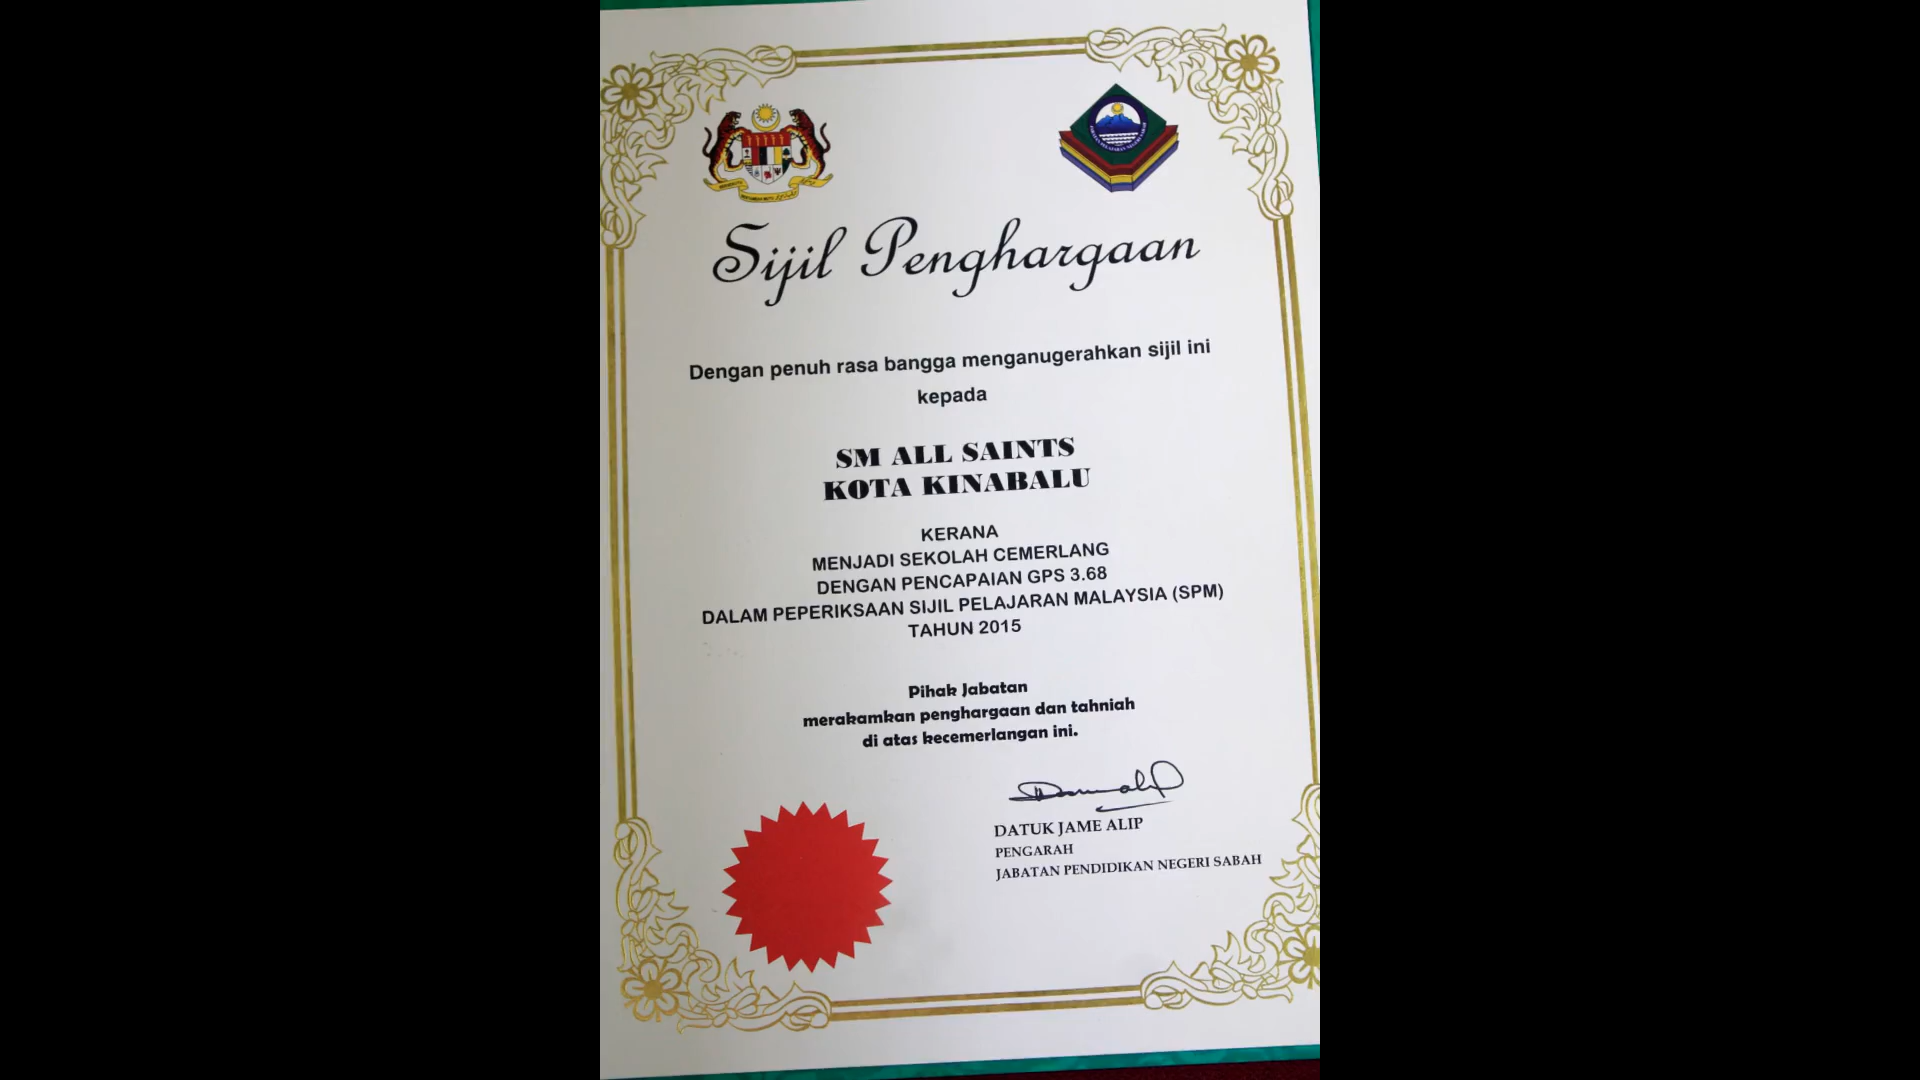 Sijil Penghargaan
Dengan penuh rasa bangga menganugerahkan sijil ini
kepada
SM ALL SAINTS
KOTA KINABALU
KERANA
MENJADI SEKOLAH CEMERLANG
DENGAN PENCAPAIAN GPS 3.68
DALAM PEPERIKSAAN SIJIL PELAJARAN MALAYSIA (SPM)
TAHUN 2015
Pihak Jabatan
merakamkan penghargaan dan tahniah
di atas kecemerlangan ini.
DATUK JAME ALIP
PENGARAH
JABATAN PENDIDIKAN NEGERI SABAH